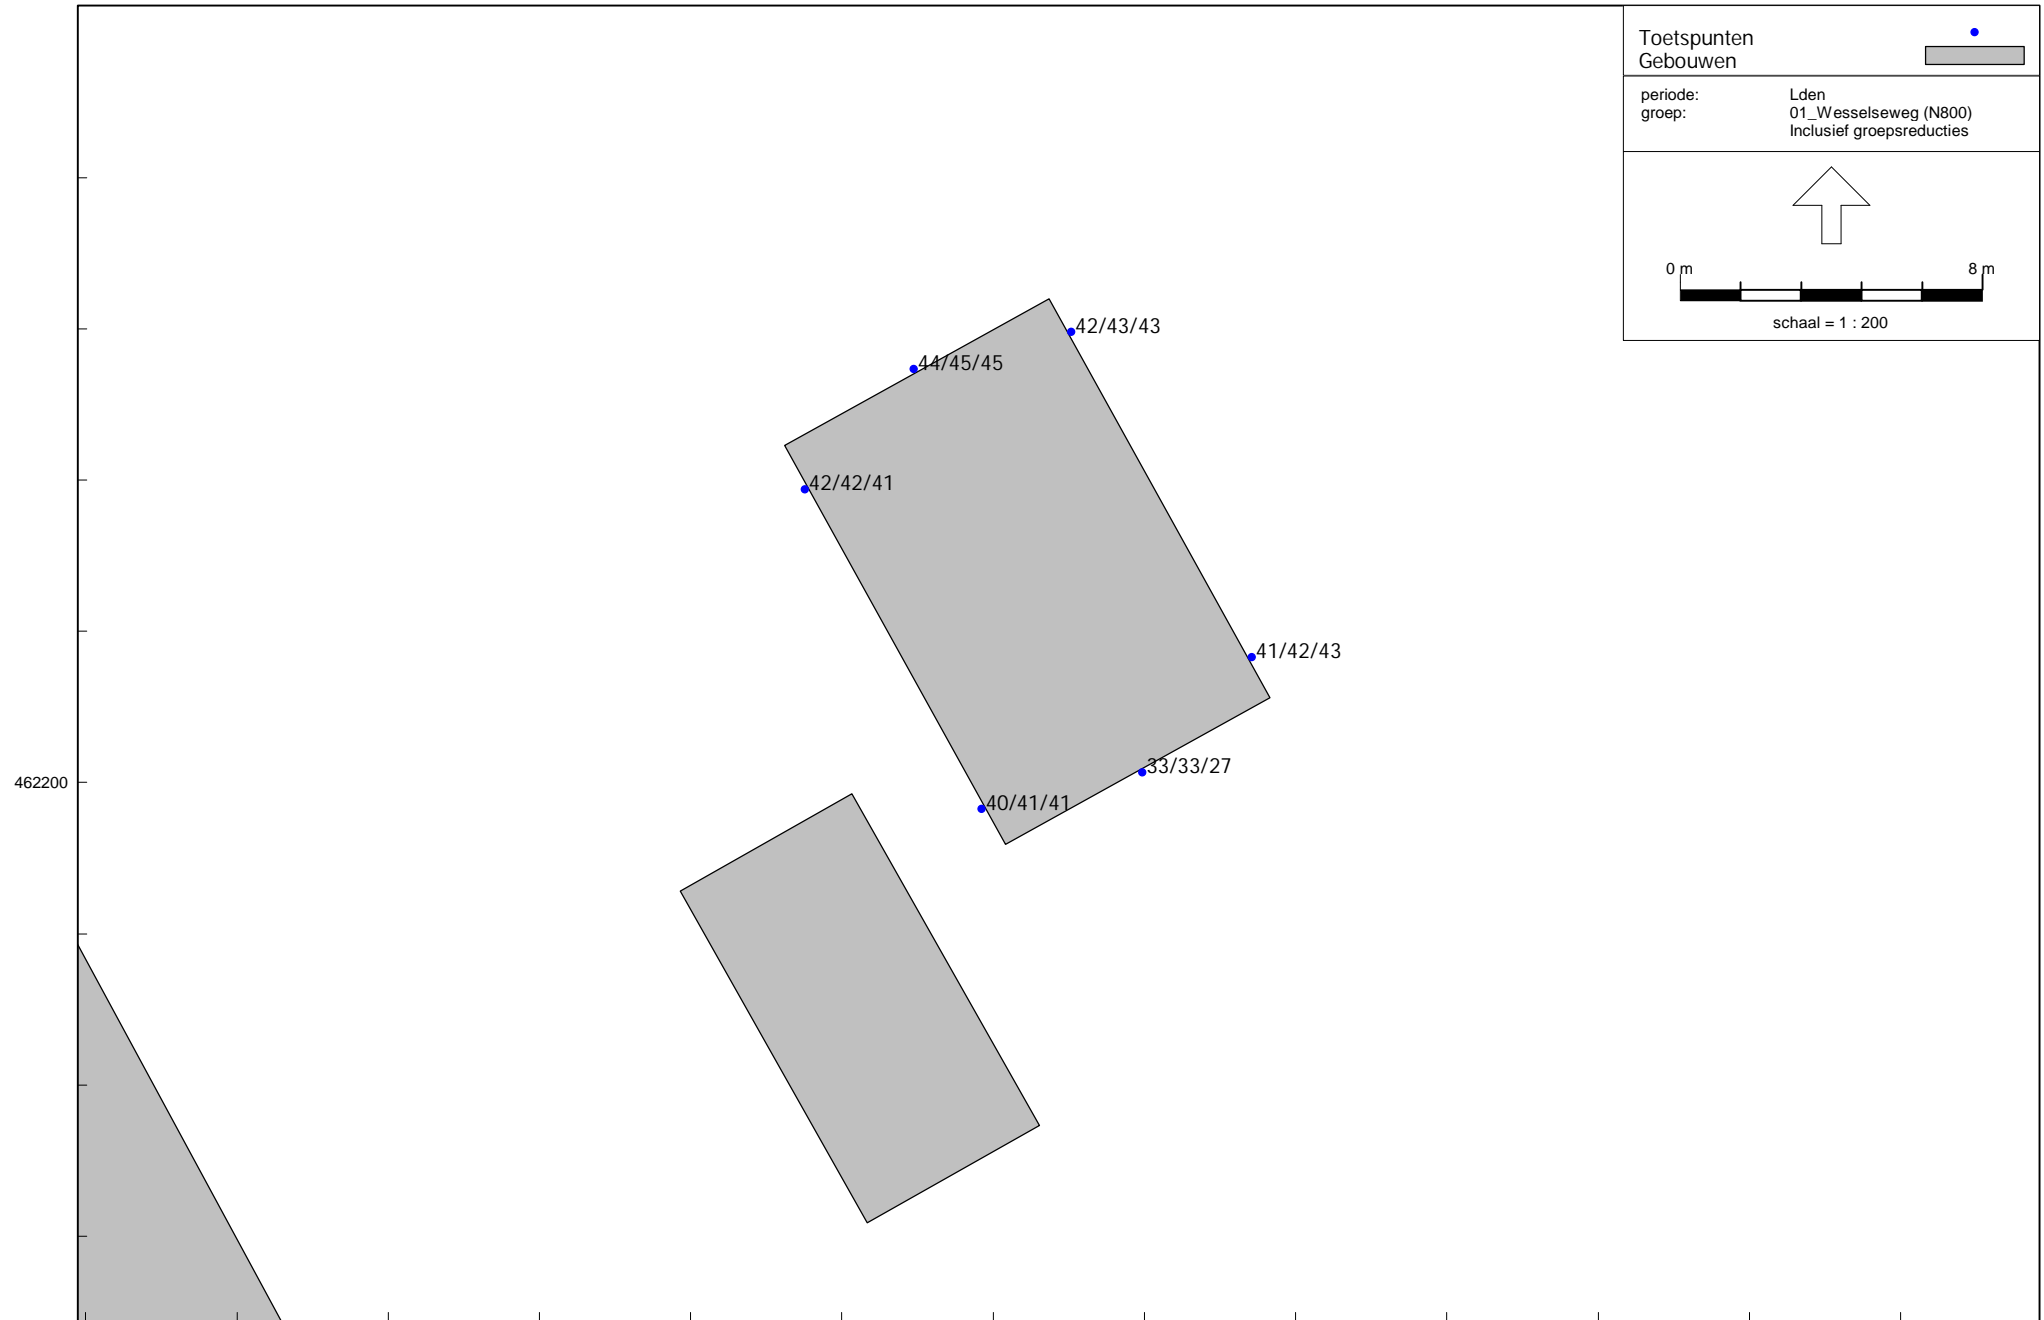 Toetspunten
Gebouwen
periode: Lden
groep: 01_Wesselseweg (N800)
Inclusief groepsreducties
0 m 8 m
schaal = 1 : 200
42/43/43
44/45/45
42/42/41
41/42/43
33/33/27
462200
40/41/41